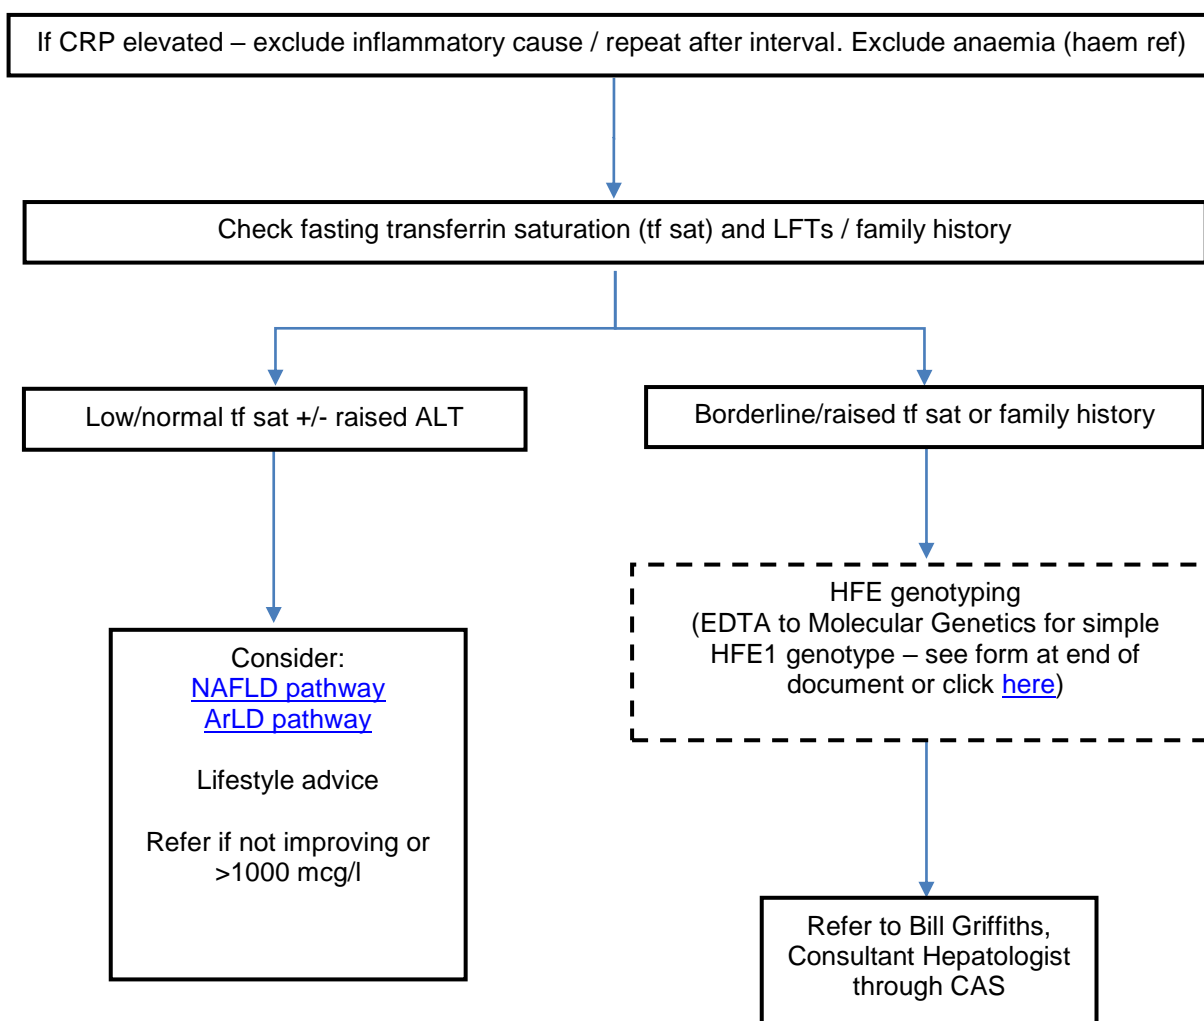 If CRP elevated – exclude inflammatory cause / repeat after interval. Exclude anaemia (haem ref)
Check fasting transferrin saturation (tf sat) and LFTs / family history
Low/normal tf sat +/- raised ALT
Borderline/raised tf sat or family history
Consider:
NAFLD pathway
ArLD pathway
Lifestyle advice
Refer if not improving or
>1000 mcg/l
HFE genotyping
(EDTA to Molecular Genetics for simple
HFE1 genotype – see form at end of
document or click here)
Refer to Bill Griffiths,
Consultant Hepatologist
through CAS